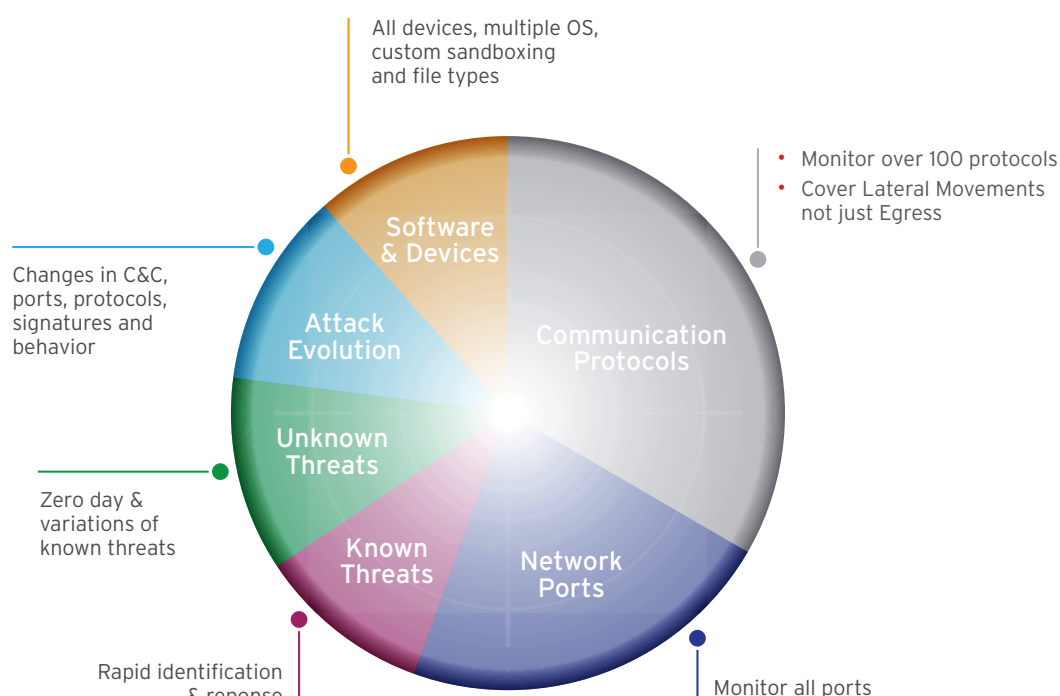 All devices, multiple OS,
custom sandboxing
and file types
• Monitor over 100 protocols
• Cover Lateral Movements
not just Egress
Software
& Devices
Changes in C&C,
ports, protocols,
signatures and
behavior
Attack
Evolution
Communication
Protocols
Unknown
Threats
Zero day &
variations of
known threats
Known
Threats
Network
Ports
Rapid identification
& reponse
Monitor all ports